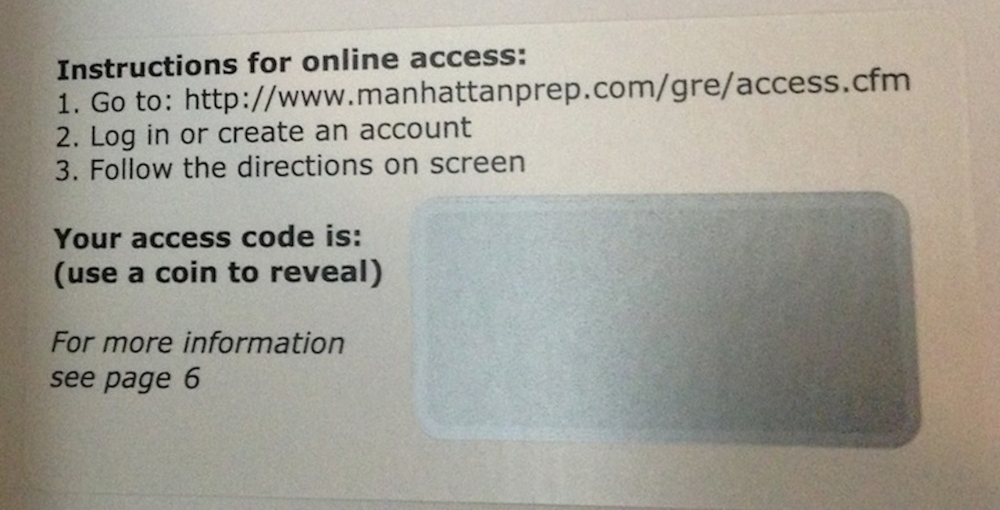 Instructions for online access:
1. Go to: http://www.manhattanprep.com/gre/access.cfm
2. Log in or create an account
3. Follow the directions on screen
Your access code is:
(use a coin to reveal)
For more information
see page 6